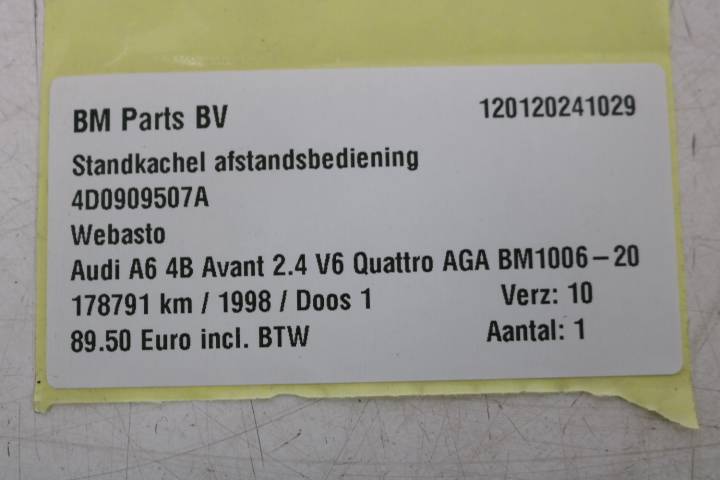 BM Parts BV 120120241029
Standkachel afstandsbediening
4D0909507A
Webasto
Audi A6 4B Avant 2.4 V6 Quattro AGA BM1006-20
178791 km / 1998 / Doos 1 Verz: 10
89.50 Euro incl. BTW Aantal: 1